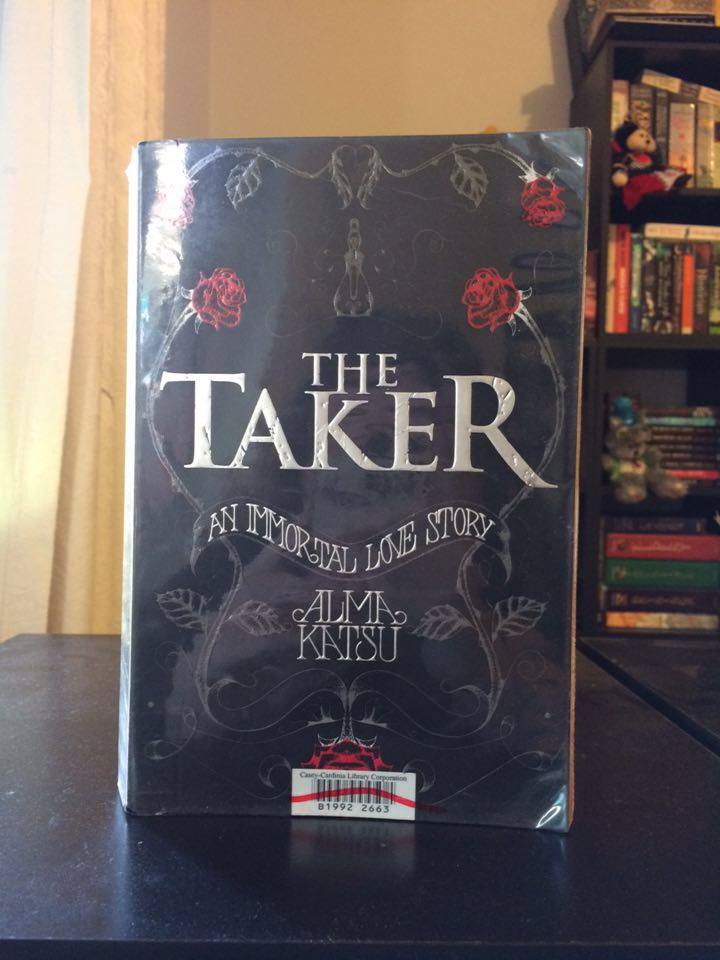 THE
TAKER
AN IMMORTAL LOVE STORY
ALMA
KATSU
Casey-Cardinia Library Corporation
B1992 2663